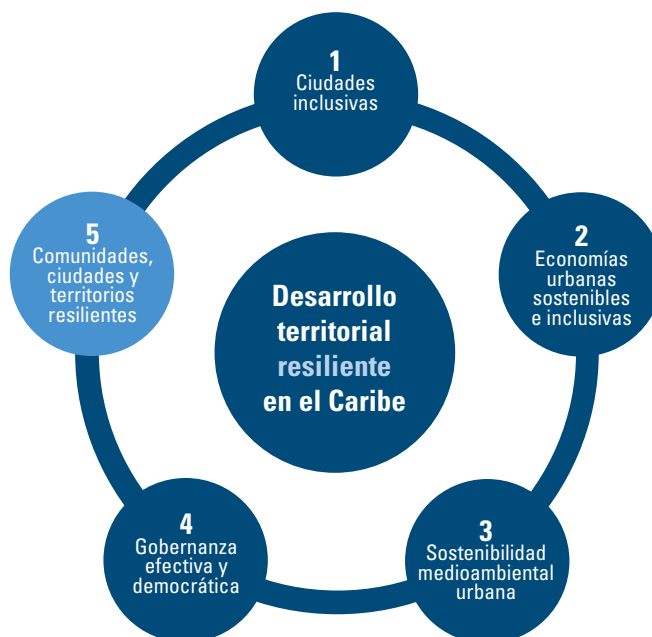 1
Ciudades
inclusivas
2
Economías
urbanas
sostenibles
e inclusivas
3
Sostenibilidad
medioambiental
urbana
4
Gobernanza
efectiva y
democrática
5
Comunidades,
ciudades y
territorios
resilientes
Desarrollo
territorial
resiliente
en el Caribe